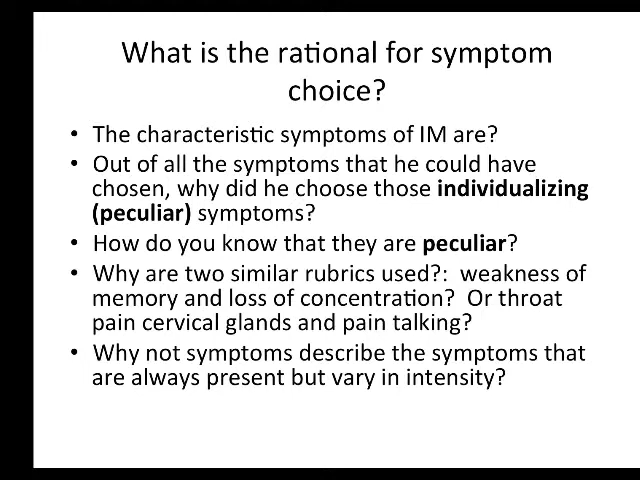 What is the rational for symptom
choice?
• The characteristic symptoms of IM are?
• Out of all the symptoms that he could have
chosen, why did he choose those individualizing
(peculiar) symptoms?
• How do you know that they are peculiar?
• Why are two similar rubrics used?: weakness of
memory and loss of concentration? Or throat
pain cervical glands and pain talking?
• Why not symptoms describe the symptoms that
are always present but vary in intensity?